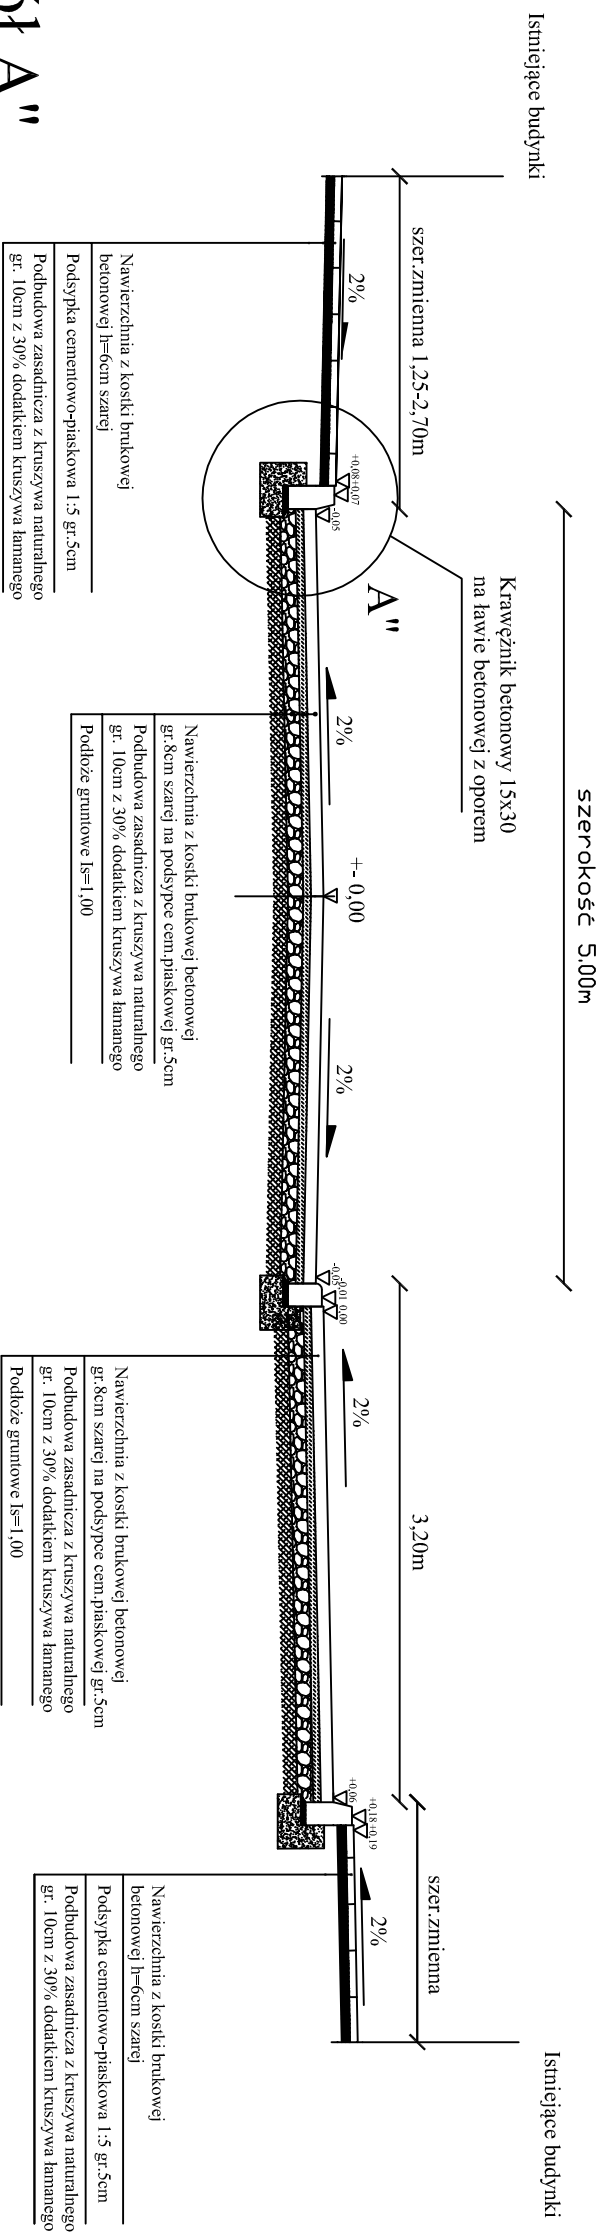 Istniejące budynki
szerokość 5.00m
Istniejące budynki
Krawężnik betonowy 15x30
na ławie betonowej z oporem
szer.zmienna 1,25-2,70m
3,20m
szer.zmienna
A"
2%
+0,08+0,07
-0,05
2%
+- 0,00
2%
-0,05
-0,01 0,00
2%
+0,06
+0,18+0,19
2%
Nawierzchnia z kostki brukowej
betonowej h=6cm szarej
Podsypka cementowo-piaskowa 1:5 gr.5cm
Podbudowa zasadnicza z kruszywa naturalnego
gr. 10cm z 30% dodatkiem kruszywa łamanego
Nawierzchnia z kostki brukowej betonowej
gr.8cm szarej na podsypce cem.piaskowej gr.5cm
Podbudowa zasadnicza z kruszywa naturalnego
gr. 10cm z 30% dodatkiem kruszywa łamanego
Podłoże gruntowe Is=1,00
Nawierzchnia z kostki brukowej betonowej
gr.8cm szarej na podsypce cem.piaskowej gr.5cm
Podbudowa zasadnicza z kruszywa naturalnego
gr. 10cm z 30% dodatkiem kruszywa łamanego
Podłoże gruntowe Is=1,00
Nawierzchnia z kostki brukowej
betonowej h=6cm szarej
Podsypka cementowo-piaskowa 1:5 gr.5cm
Podbudowa zasadnicza z kruszywa naturalnego
gr. 10cm z 30% dodatkiem kruszywa łamanego
A"